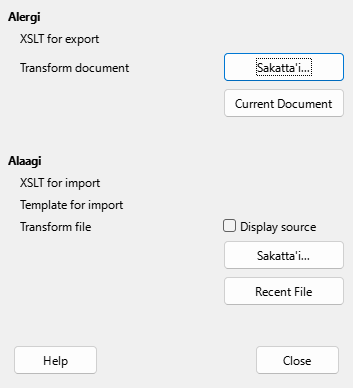 Alergi
XSLT for export
Transform document
Sakatta'i...
Current Document
Alaagi
XSLT for import
Template for import
Transform file
Display source
Sakatta'i...
Recent File
Help
Close